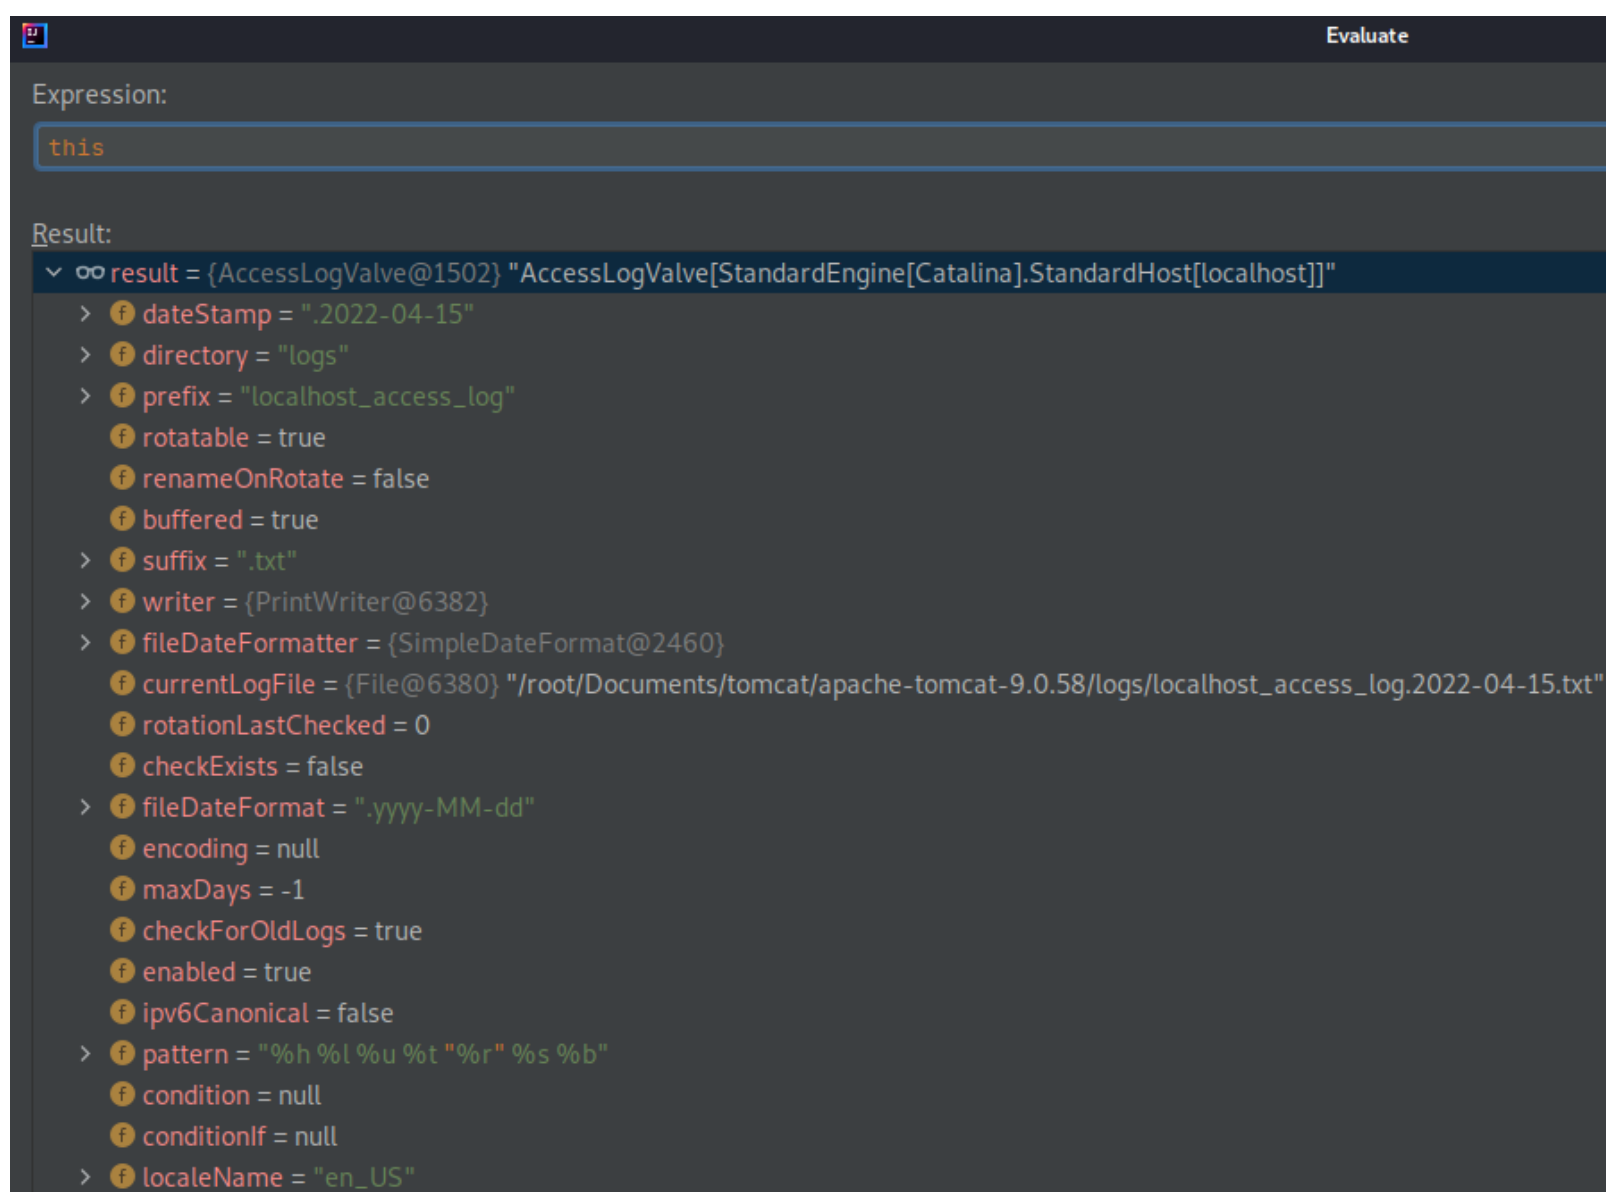 Evaluate
Expression:
this
Result:
result = {AccessLogValve@1502} "AccessLogValve[StandardEngine[Catalina].StandardHost[localhost]]"
dateStamp = ".2022-04-15"
directory = "logs"
prefix = "localhost_access_log"
rotatable = true
renameOnRotate = false
buffered = true
suffix = ".txt"
writer = {PrintWriter@6382}
fileDateFormatter = {SimpleDateFormat@2460}
currentLogFile = {File@6380} "/root/Documents/tomcat/apache-tomcat-9.0.58/logs/localhost_access_log.2022-04-15.txt"
rotationLastChecked = 0
checkExists = false
fileDateFormat = ".yyyy-MM-dd"
encoding = null
maxDays = -1
checkForOldLogs = true
enabled = true
ipv6Canonical = false
pattern = "%h %l %u %t "%r" %s %b"
condition = null
conditionIf = null
localeName = "en_US"